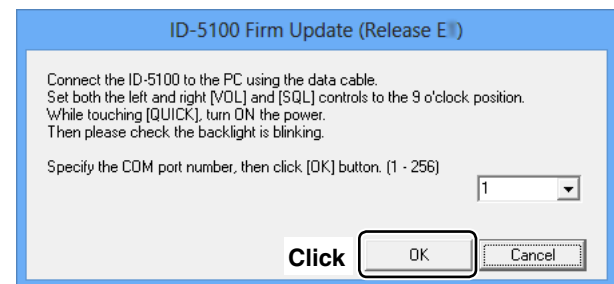 ID-5100 Firm Update (Release E)
Connect the ID-5100 to the PC using the data cable.
Set both the left and right [VOL] and [SQL] controls to the 9 o'clock position.
While touching [QUICK], turn ON the power.
Then please check the backlight is blinking.
Specify the COM port number, then click [OK] button. (1 - 256)
1
Click
OK
Cancel